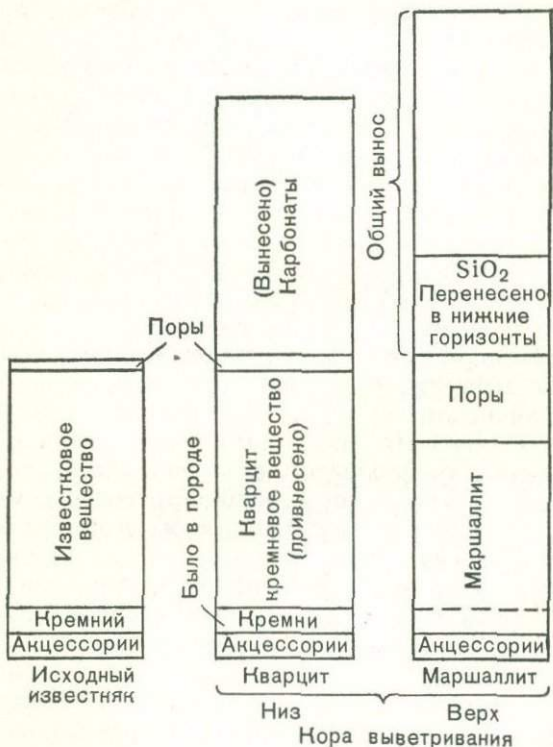 Поры
Известковое
вещество
Кремний
Акцессории
Исходный
известняк
Было в породе
(Вынесено)
Карбонаты
Кварцит
кремневое вещество
(привнесено)
Кремни
Акцессории
Кварцит
Общий вынос
SiO₂
Перенесено
в нижние
горизонты
Поры
Маршаллит
Акцессории
Маршаллит
Низ
Верх
Кора выветривания